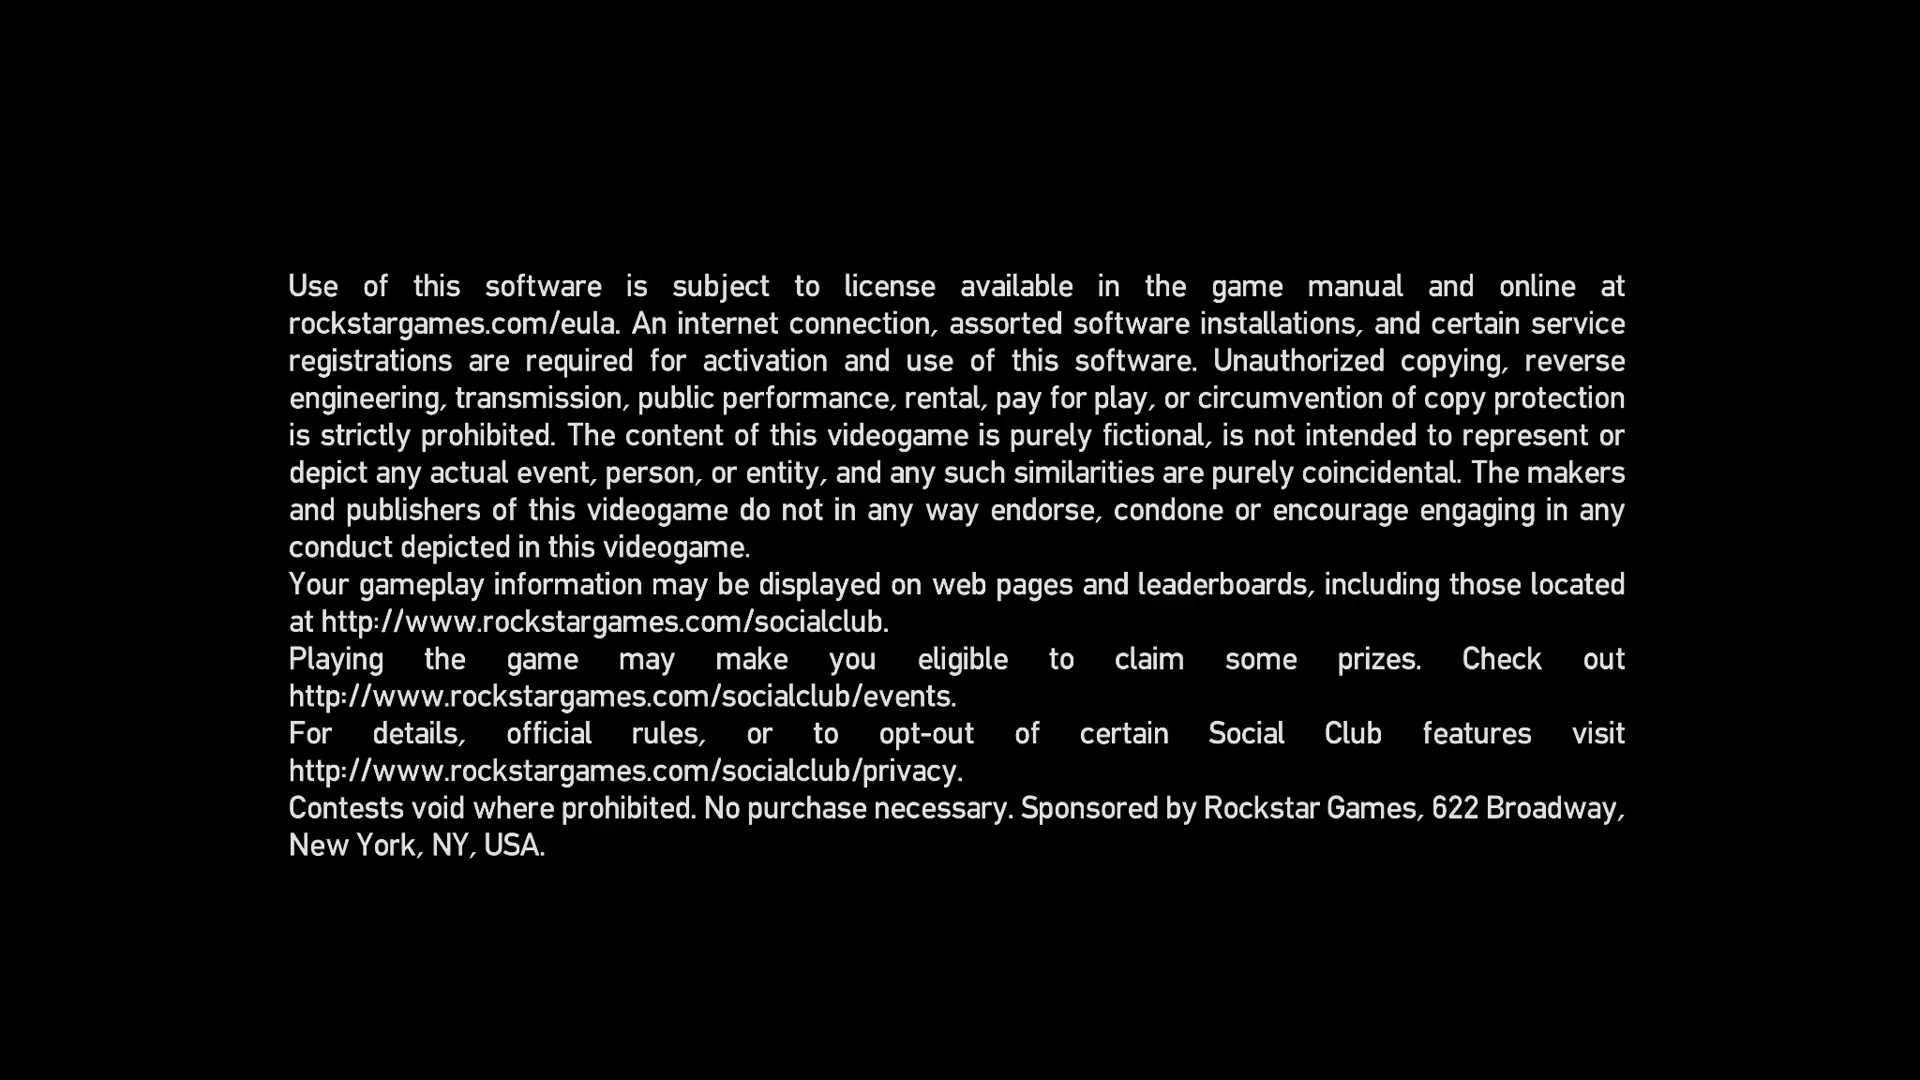 Use of this software is subject to license available in the game manual and online at
rockstargames.com/eula. An internet connection, assorted software installations, and certain service
registrations are required for activation and use of this software. Unauthorized copying, reverse
engineering, transmission, public performance, rental, pay for play, or circumvention of copy protection
is strictly prohibited. The content of this videogame is purely fictional, is not intended to represent or
depict any actual event, person, or entity, and any such similarities are purely coincidental. The makers
and publishers of this videogame do not in any way endorse, condone or encourage engaging in any
conduct depicted in this videogame.
Your gameplay information may be displayed on web pages and leaderboards, including those located
at http://www.rockstargames.com/socialclub.
Playing the game may make you eligible to claim some prizes. Check out
http://www.rockstargames.com/socialclub/events.
For details, official rules, or to opt-out of certain Social Club features visit
http://www.rockstargames.com/socialclub/privacy.
Contests void where prohibited. No purchase necessary. Sponsored by Rockstar Games, 622 Broadway,
New York, NY, USA.